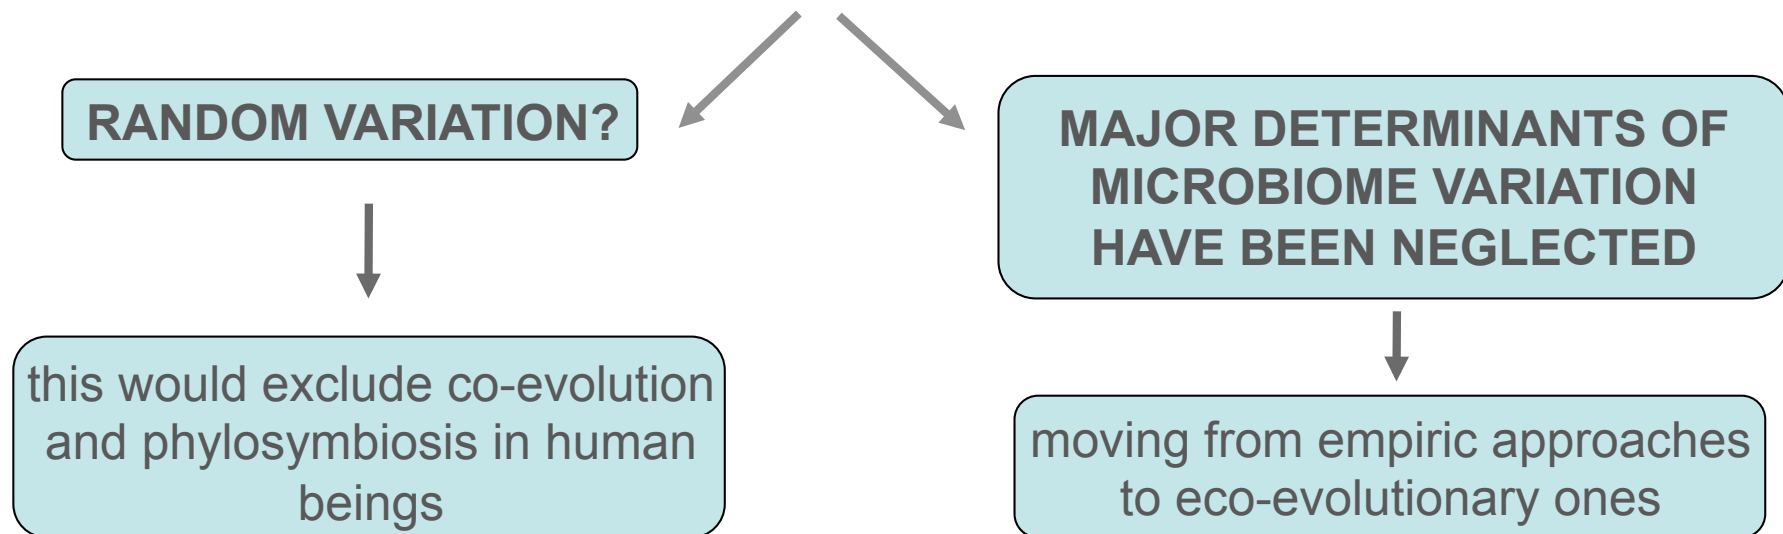 RANDOM VARIATION?
MAJOR DETERMINANTS OF
MICROBIOME VARIATION
HAVE BEEN NEGLECTED
this would exclude co-evolution
and phylosymbiosis in human
beings
moving from empiric approaches
to eco-evolutionary ones